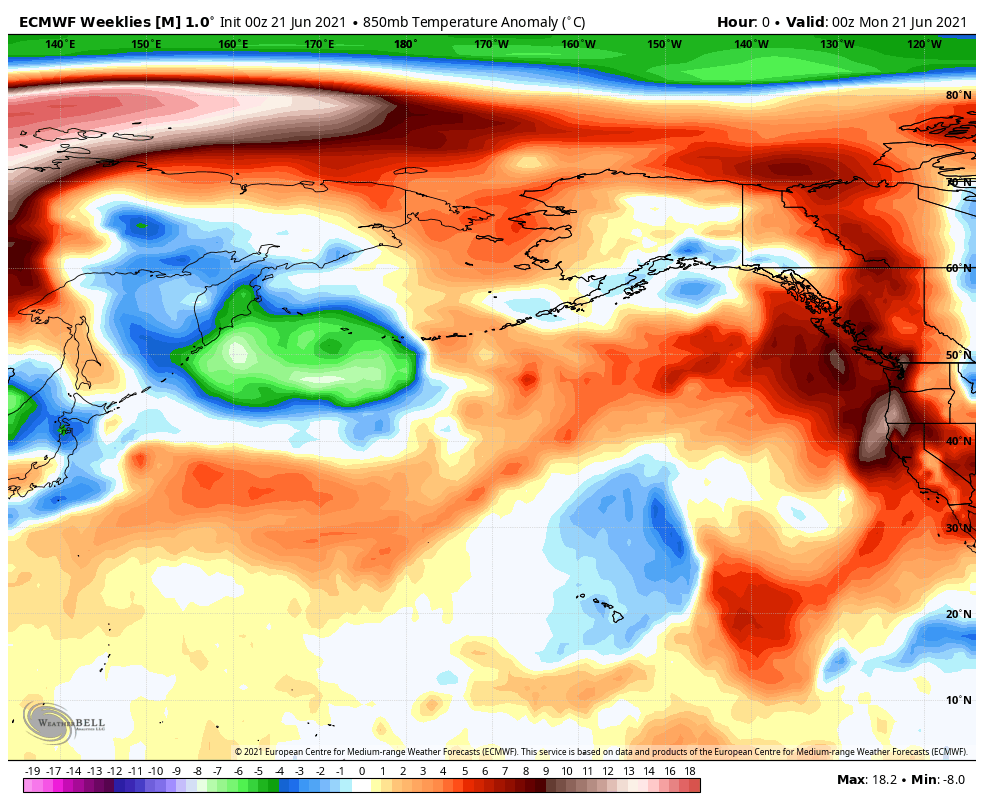 ECMWF Weeklies [M] 1.0° Init 00z 21 Jun 2021 • 850mb Temperature Anomaly (°C) Hour: 0 • Valid: 00z Mon 21 Jun 2021
140°E 150°E 160°E 170°E 180° 170°W 160°W 150°W 140°W 130°W 120°W
80°N
70°N
60°N
50°N
40°N
30°N
20°N
10°N
WEATHERBELL
© 2021 European Centre for Medium-range Weather Forecasts (ECMWF). This service is based on data and products of the European Centre for Medium-range Weather Forecasts (ECMWF).
-19 -17 -14 -13 -12 -11 -10 -9 -8 -7 -6 -5 -4 -3 -2 -1 0 1 2 3 4 5 6 7 8 9 10 11 12 13 14 16 18
Max: 18.2 • Min: -8.0